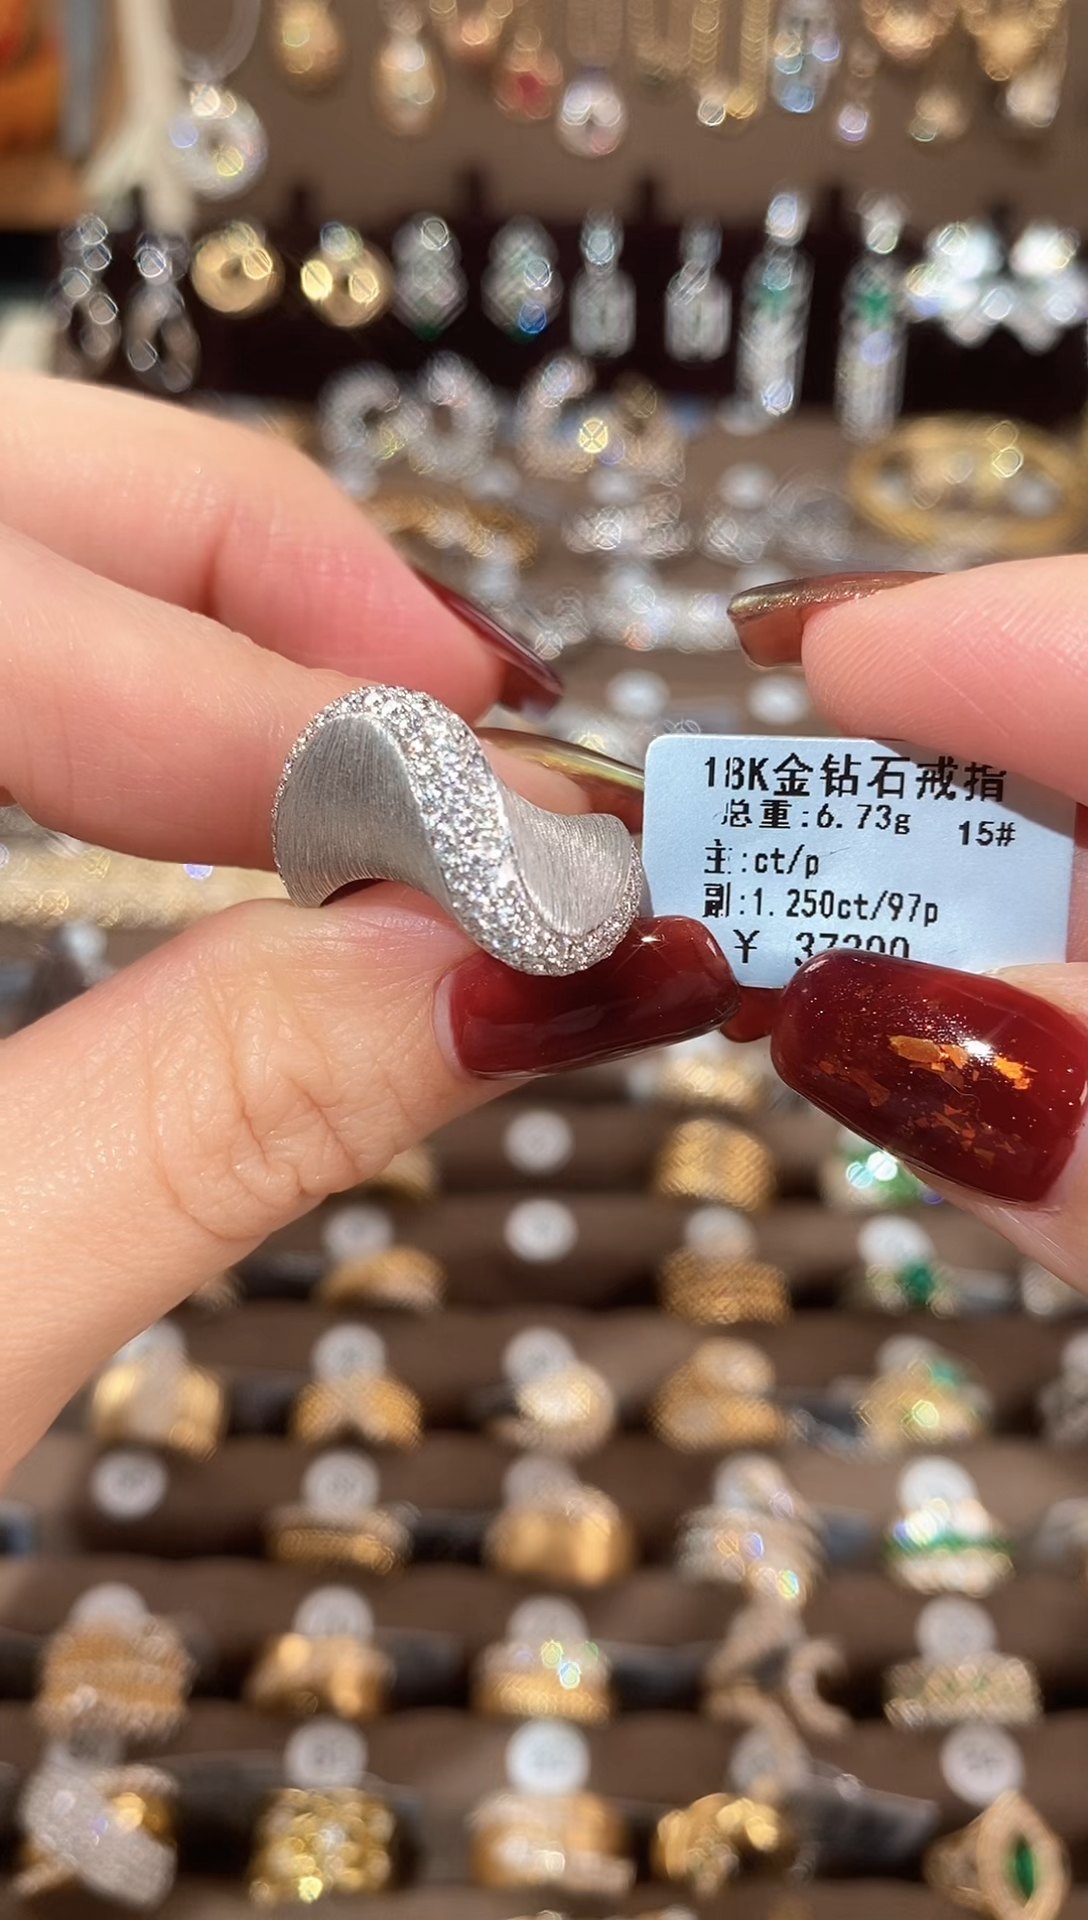 18K金钻石戒指
总重:6.73g 15#
主:ct/p
副:1.250ct/97p
¥ 37200